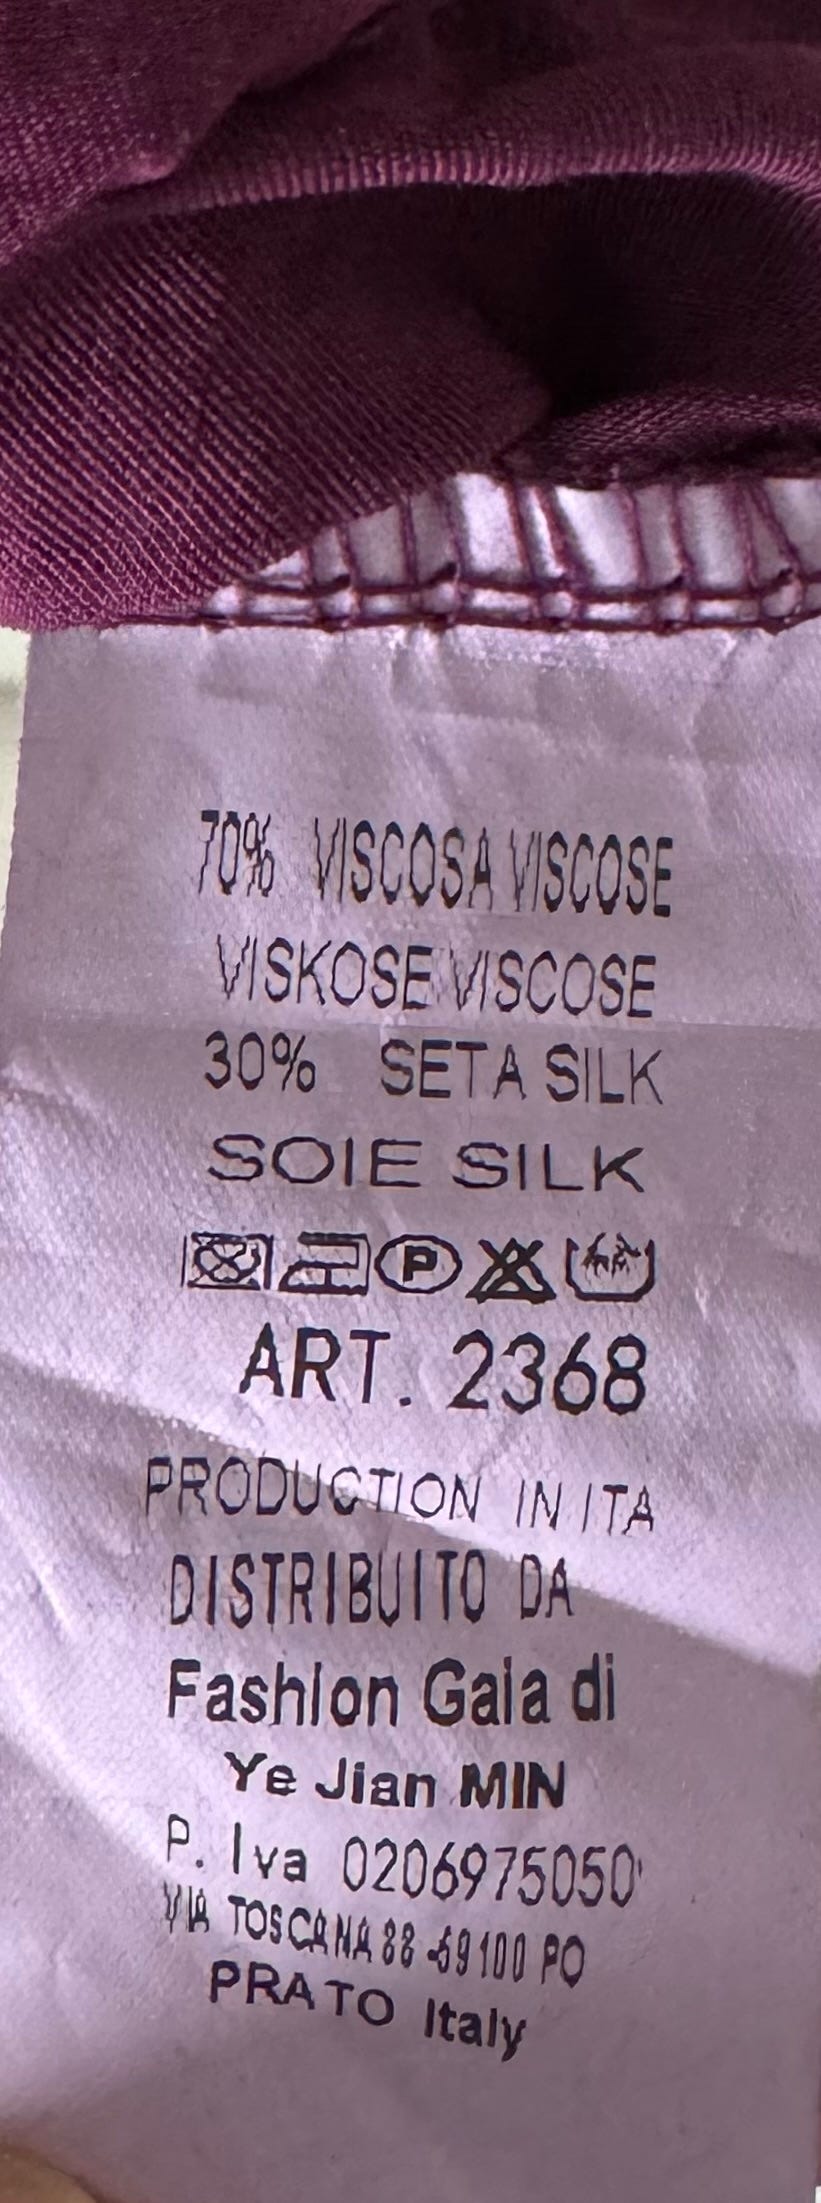 70% VISCOSA VISCOSE
VISKOSE VISCOSE
30% SETA SILK
SOIE SILK
P
ART. 2368
PRODUCTION IN ITA
DISTRIBUITO DA
Fashion Gaia di
Ye Jian MIN
P. Iva 0206975050
VIA TOSCANA 88 -59100 PO
PRATO Italy